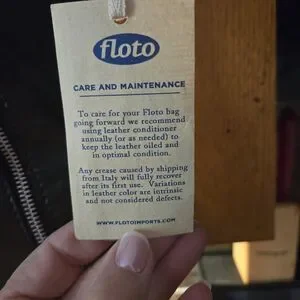 floto
CARE AND MAINTENANCE
To care for your Floto bag
going forward we recommend
using leather conditioner
annually (or as needed) to
keep the leather oiled and
in optimal condition.
Any crease caused by shipping
from Italy will fully recover
after its first use. Variations
in leather color are intrinsic
and not considered defects.
WWW.FLOTOIMPORTS.COM